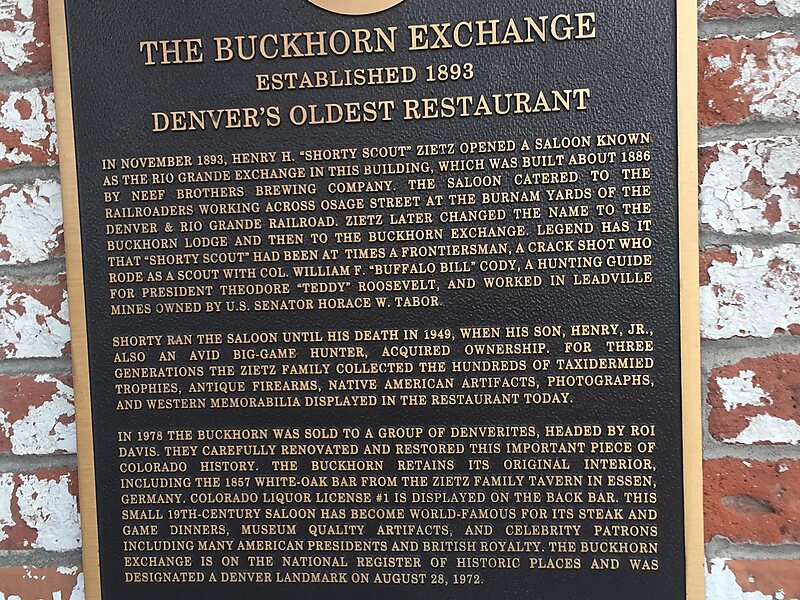 THE BUCKHORN EXCHANGE
ESTABLISHED 1893
DENVER'S OLDEST RESTAURANT
IN NOVEMBER 1893, HENRY H. "SHORTY SCOUT" ZIETZ OPENED A SALOON KNOWN
AS THE RIO GRANDE EXCHANGE IN THIS BUILDING, WHICH WAS BUILT ABOUT 1886
BY NEEF BROTHERS BREWING COMPANY. THE SALOON CATERED TO THE
RAILROADERS WORKING ACROSS OSAGE STREET AT THE BURNAM YARDS OF THE
DENVER & RIO GRANDE RAILROAD. ZIETZ LATER CHANGED THE NAME TO THE
BUCKHORN LODGE AND THEN TO THE BUCKHORN EXCHANGE. LEGEND HAS IT
THAT "SHORTY SCOUT" HAD BEEN AT TIMES A FRONTIERSMAN, A CRACK SHOT WHO
RODE AS A SCOUT WITH COL. WILLIAM F. "BUFFALO BILL" CODY, A HUNTING GUIDE
FOR PRESIDENT THEODORE "TEDDY" ROOSEVELT, AND WORKED IN LEADVILLE
MINES OWNED BY U.S. SENATOR HORACE W. TABOR.
SHORTY RAN THE SALOON UNTIL HIS DEATH IN 1949, WHEN HIS SON, HENRY, JR.,
ALSO AN AVID BIG-GAME HUNTER, ACQUIRED OWNERSHIP. FOR THREE
GENERATIONS THE ZIETZ FAMILY COLLECTED THE HUNDREDS OF TAXIDERMIED
TROPHIES, ANTIQUE FIREARMS, NATIVE AMERICAN ARTIFACTS, PHOTOGRAPHS,
AND WESTERN MEMORABILIA DISPLAYED IN THE RESTAURANT TODAY.
IN 1978 THE BUCKHORN WAS SOLD TO A GROUP OF DENVERITES, HEADED BY ROI
DAVIS. THEY CAREFULLY RENOVATED AND RESTORED THIS IMPORTANT PIECE OF
COLORADO HISTORY. THE BUCKHORN RETAINS ITS ORIGINAL INTERIOR,
INCLUDING THE 1857 WHITE-OAK BAR FROM THE ZIETZ FAMILY TAVERN IN ESSEN,
GERMANY. COLORADO LIQUOR LICENSE #1 IS DISPLAYED ON THE BACK BAR. THIS
SMALL 19TH-CENTURY SALOON HAS BECOME WORLD-FAMOUS FOR ITS STEAK AND
GAME DINNERS, MUSEUM QUALITY ARTIFACTS, AND CELEBRITY PATRONS
INCLUDING MANY AMERICAN PRESIDENTS AND BRITISH ROYALTY. THE BUCKHORN
EXCHANGE IS ON THE NATIONAL REGISTER OF HISTORIC PLACES AND WAS
DESIGNATED A DENVER LANDMARK ON AUGUST 28, 1972.